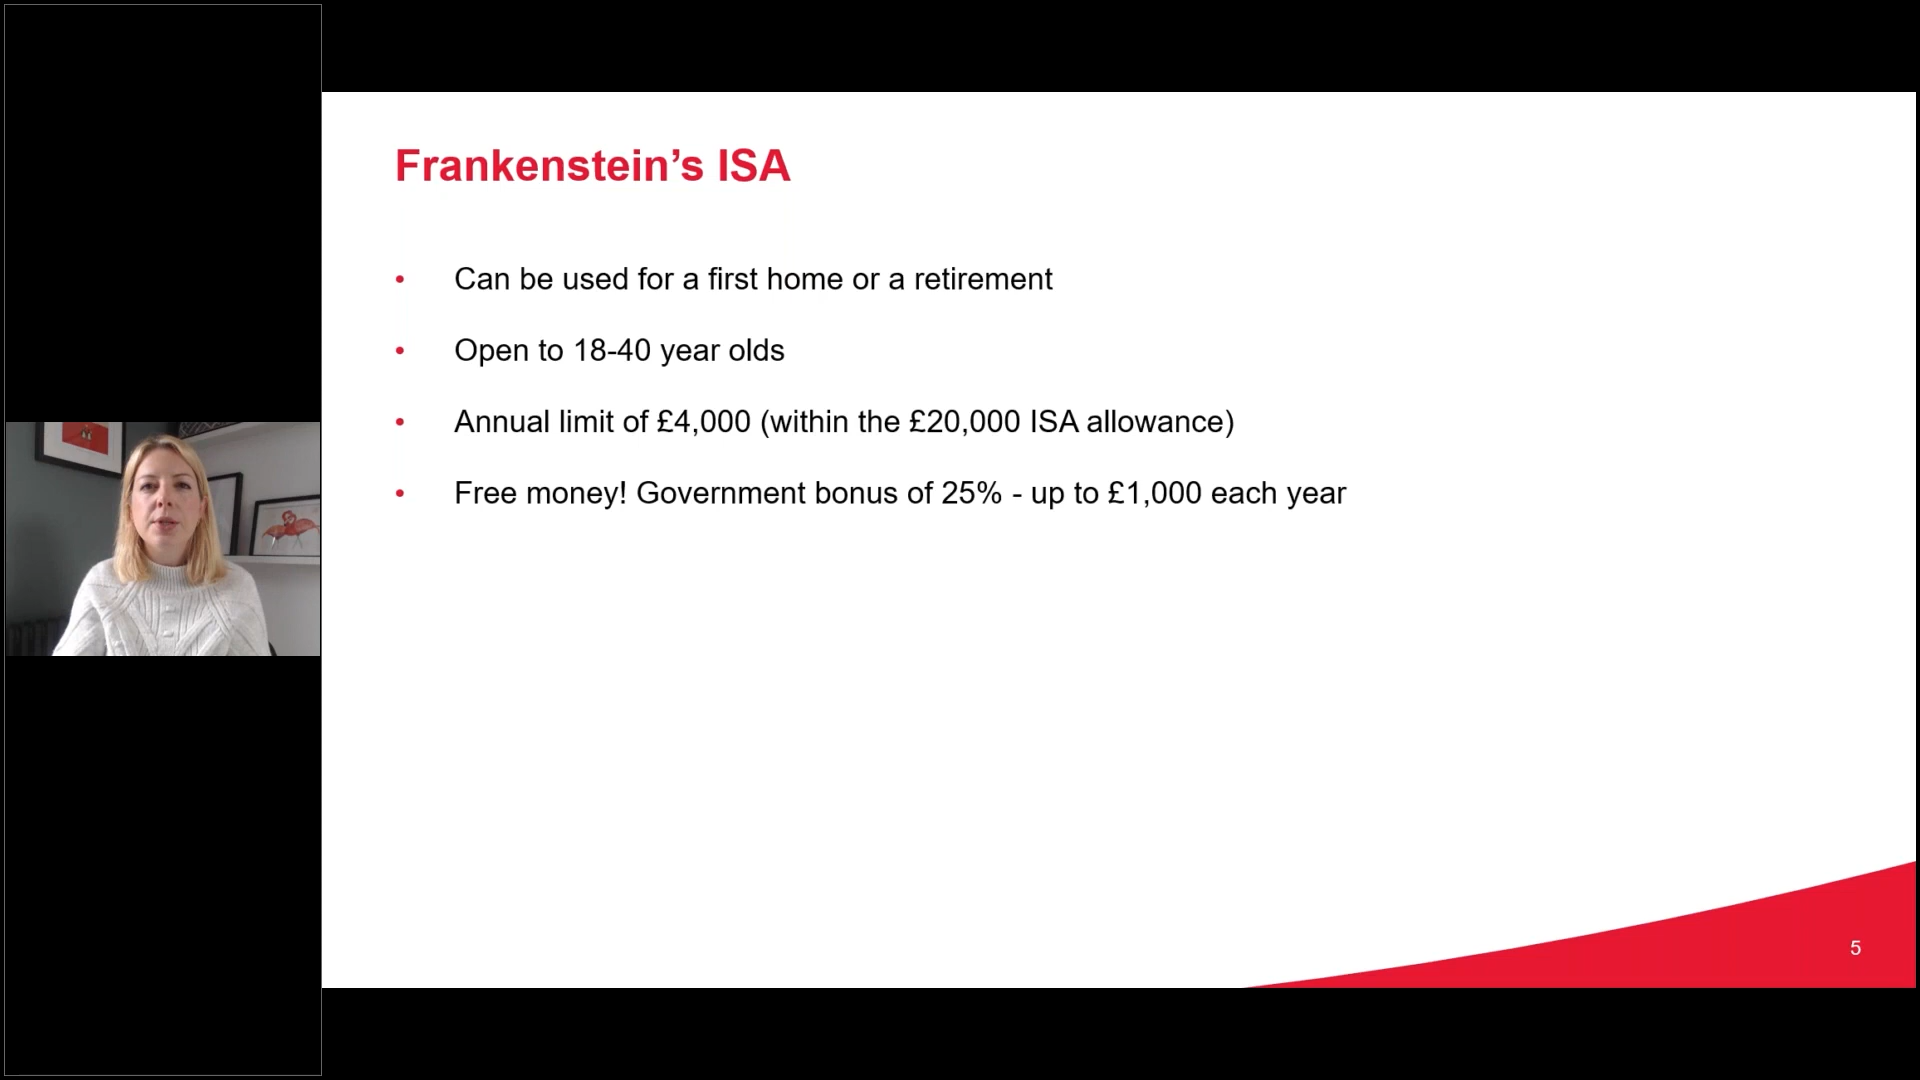 Frankenstein’s ISA
• Can be used for a first home or a retirement
• Open to 18-40 year olds
• Annual limit of £4,000 (within the £20,000 ISA allowance)
• Free money! Government bonus of 25% - up to £1,000 each year
5